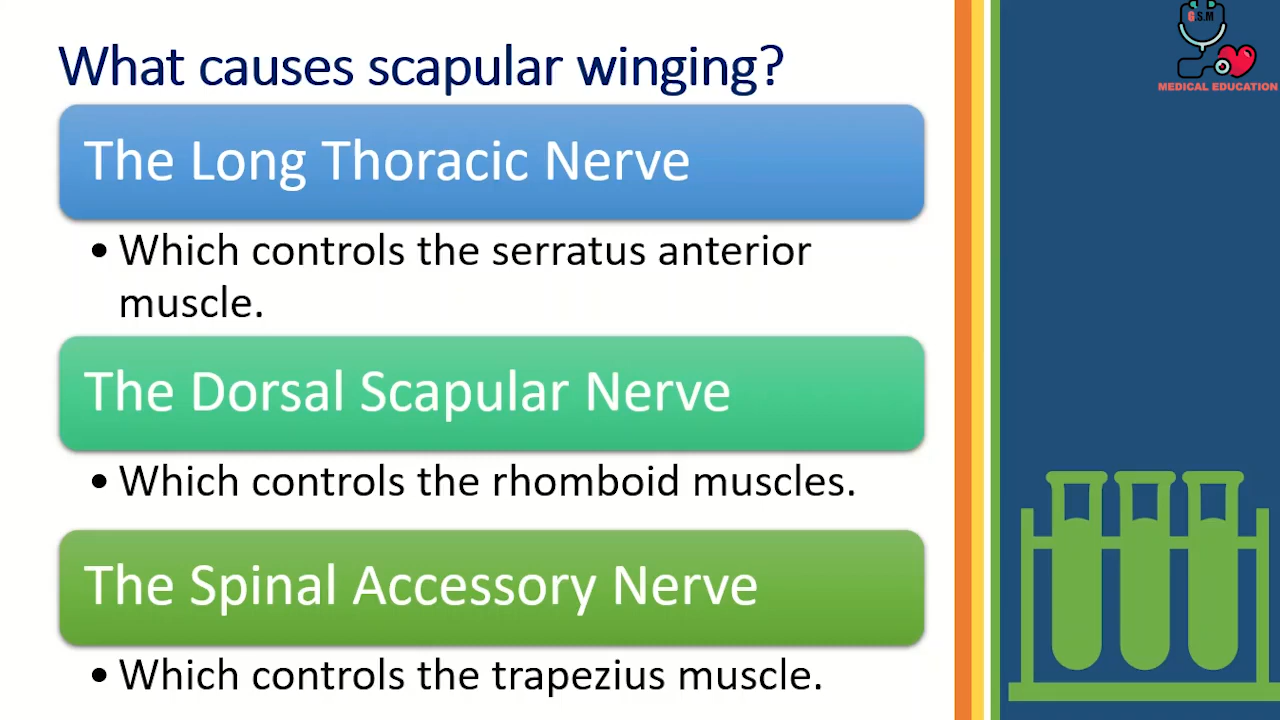 G.S.M
MEDICAL EDUCATION
What causes scapular winging?
The Long Thoracic Nerve
• Which controls the serratus anterior
muscle.
The Dorsal Scapular Nerve
• Which controls the rhomboid muscles.
The Spinal Accessory Nerve
• Which controls the trapezius muscle.